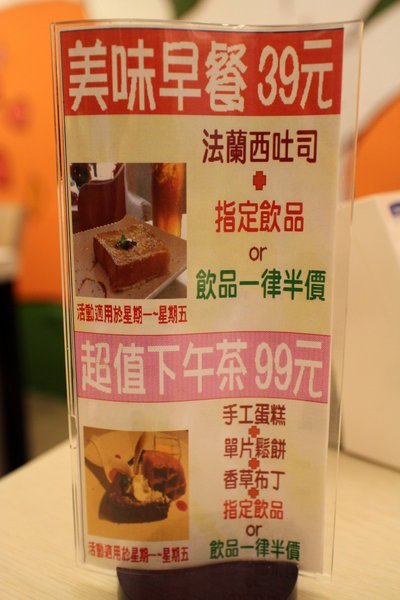 美味早餐 39元
法蘭西吐司
+
指定飲品
or
飲品一律半價
活動適用於星期一~星期五
超值下午茶 99元
手工蛋糕
+
單片鬆餅
+
香草布丁
+
指定飲品
or
飲品一律半價
活動適用於星期一~星期五